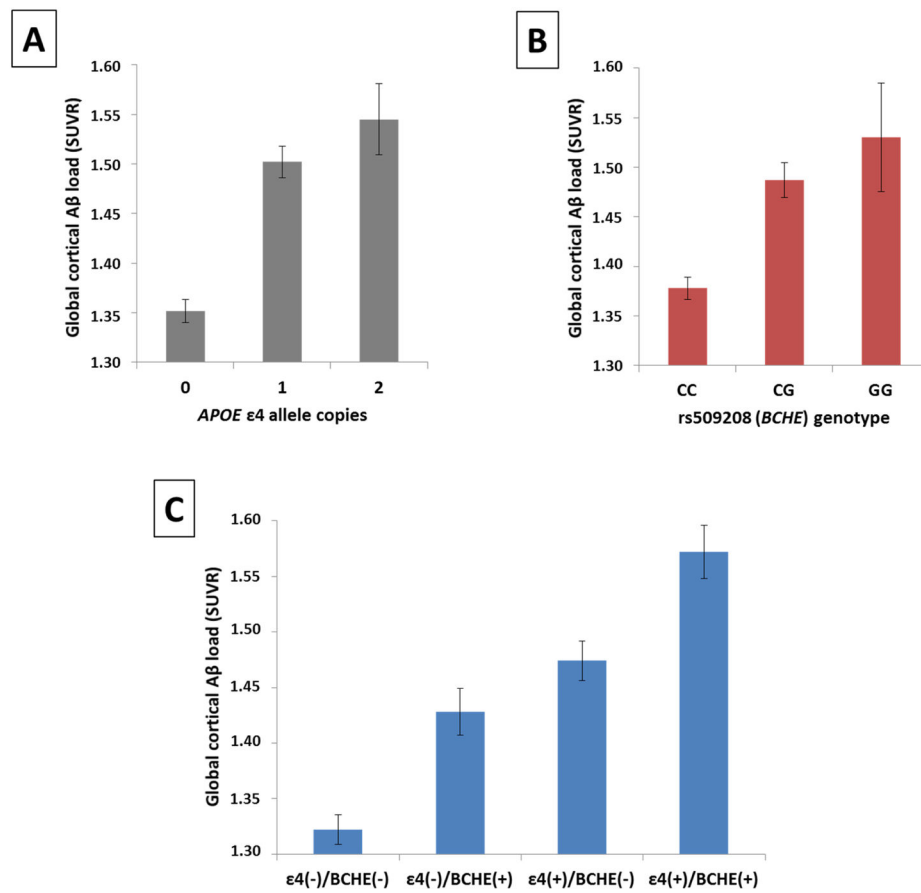 A
Global cortical Aβ load (SUVR)
1.60
1.55
1.50
1.45
1.40
1.35
1.30
0 1 2
APOE ε4 allele copies
B
Global cortical Aβ load (SUVR)
1.60
1.55
1.50
1.45
1.40
1.35
1.30
CC CG GG
rs509208 (BCHE) genotype
C
Global cortical Aβ load (SUVR)
1.60
1.55
1.50
1.45
1.40
1.35
1.30
ε4(-)/BCHE(-) ε4(-)/BCHE(+) ε4(+)/BCHE(-) ε4(+)/BCHE(+)